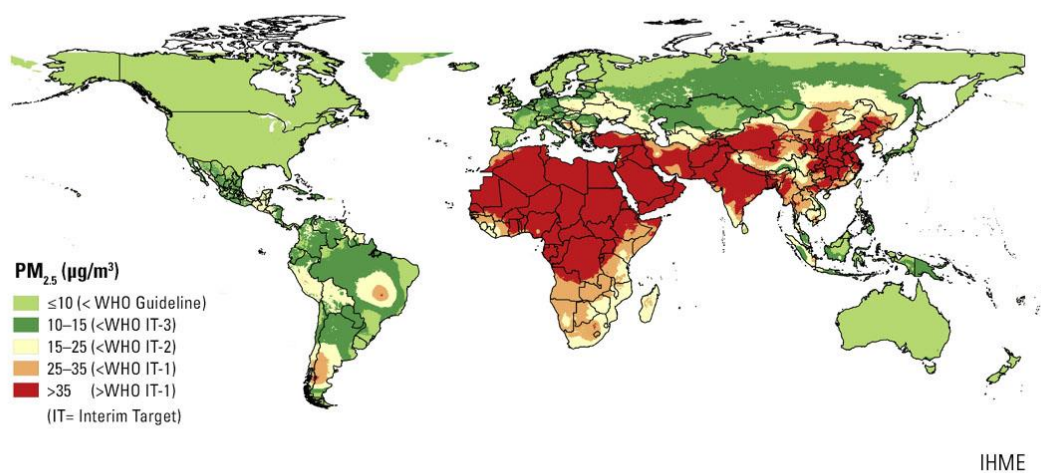 PM2.5 (µg/m³)
≤10 (< WHO Guideline)
10–15 (<WHO IT-3)
15–25 (<WHO IT-2)
25–35 (<WHO IT-1)
>35 (>WHO IT-1)
(IT= Interim Target)
IHME